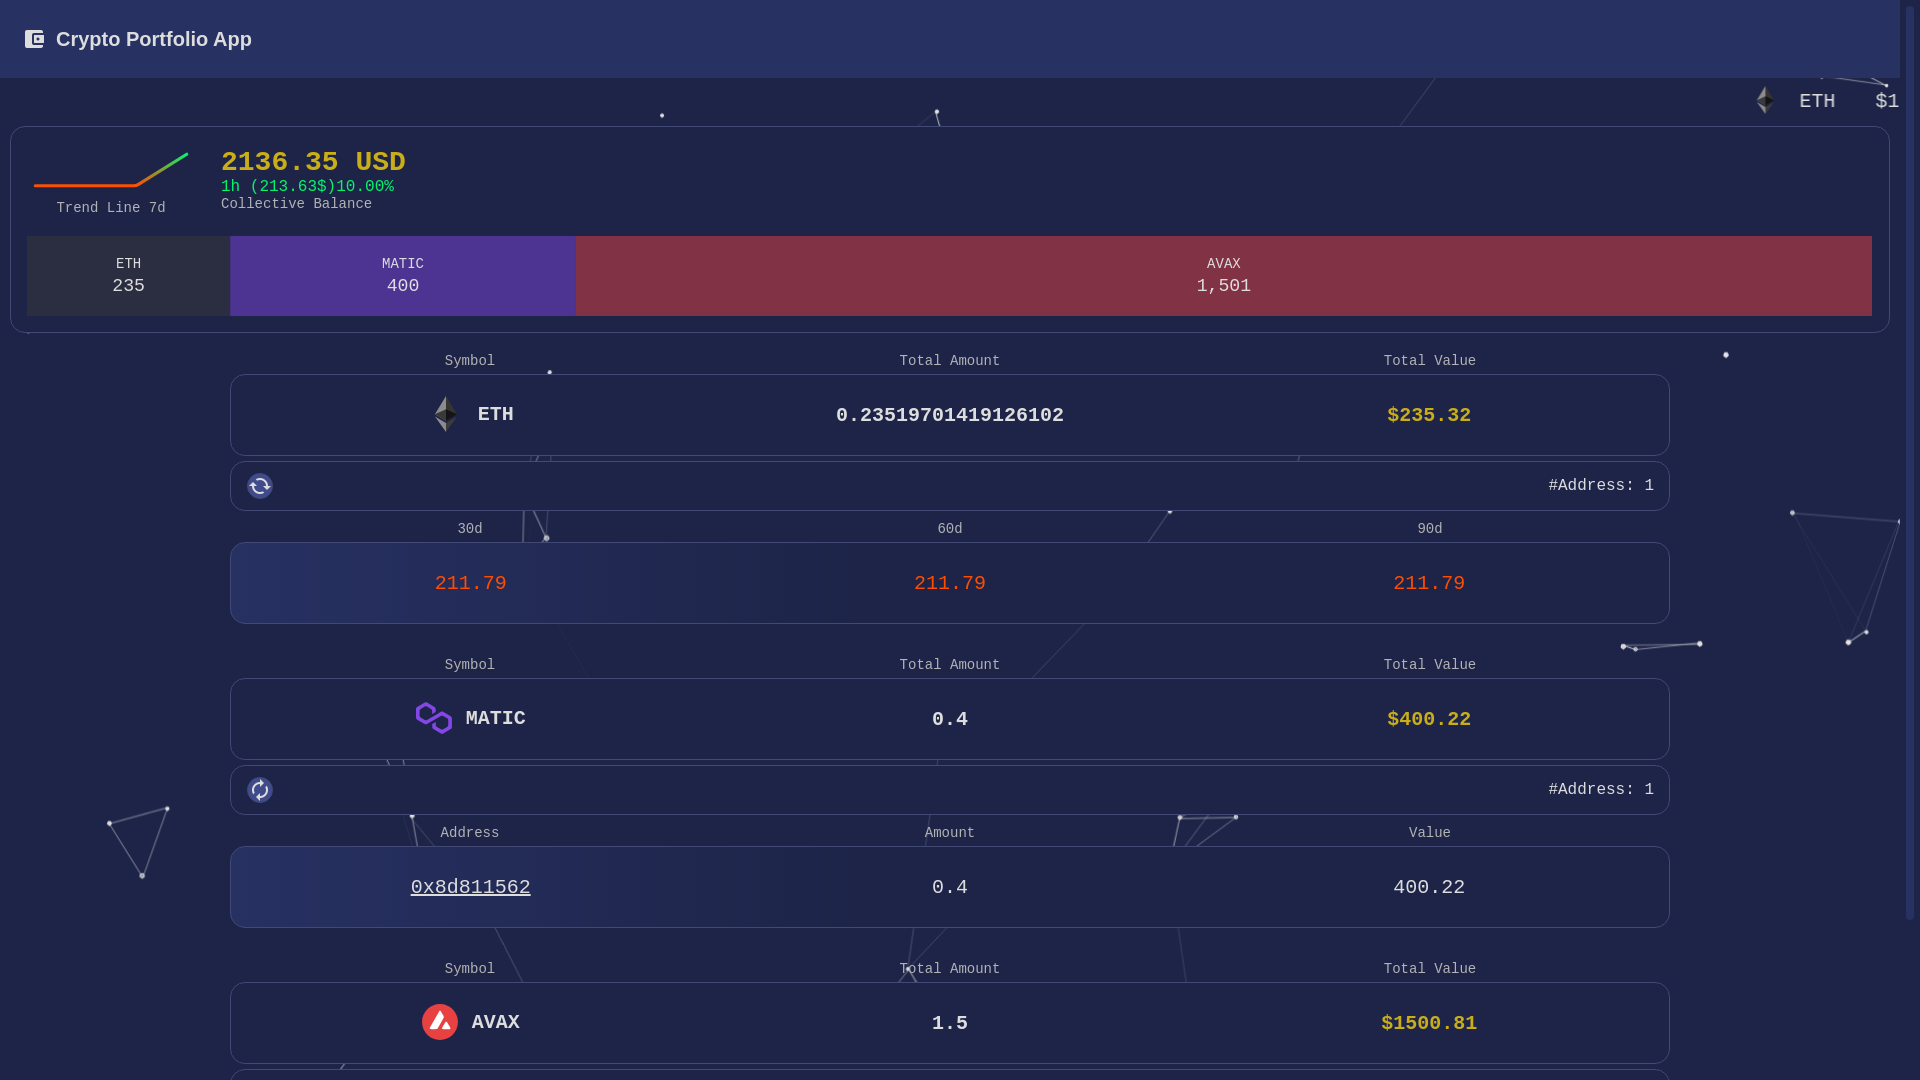 Crypto Portfolio App
ETH $1
2136.35 USD
1h (213.63$)10.00%
Collective Balance
Trend Line 7d
ETH
235
MATIC
400
AVAX
1,501
Symbol Total Amount Total Value
ETH 0.23519701419126102 $235.32
#Address: 1
30d 60d 90d
211.79 211.79 211.79
Symbol Total Amount Total Value
MATIC 0.4 $400.22
#Address: 1
Address Amount Value
0x8d811562 0.4 400.22
Symbol Total Amount Total Value
AVAX 1.5 $1500.81